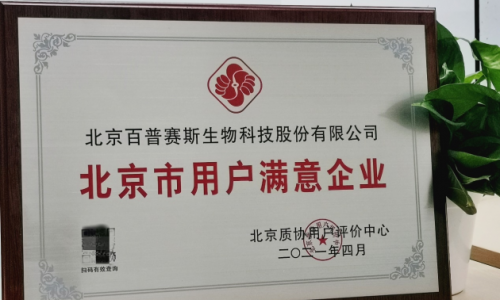 北京百普赛斯生物科技股份有限公司
北京市用户满意企业
北京质协用户评价中心
二〇二一年四月
扫码有效查询